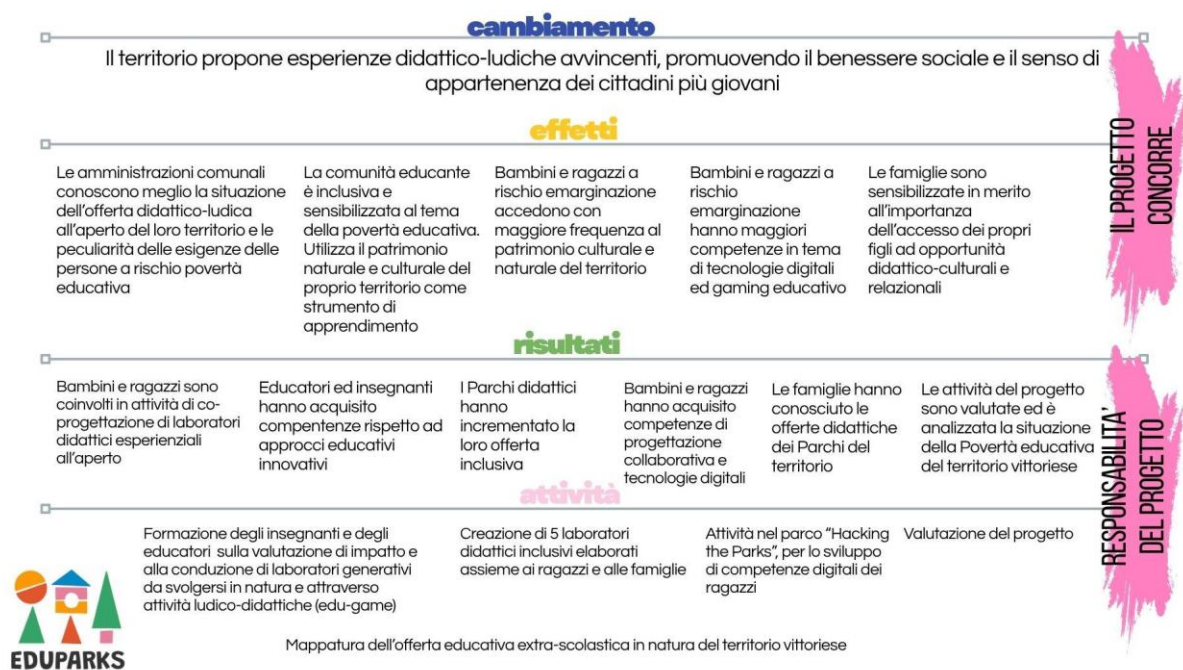 cambiamento
Il territorio propone esperienze didattico-ludiche avvincenti, promuovendo il benessere sociale e il senso di
appartenenza dei cittadini più giovani
IL PROGETTO
CONCORRE
effetti
Le amministrazioni comunali
conoscono meglio la situazione
dell'offerta didattico-ludica
all'aperto del loro territorio e le
peculiarità delle esigenze delle
persone a rischio povertà
educativa
La comunità educante
è inclusiva e
sensibilizzata al tema
della povertà educativa.
Utilizza il patrimonio
naturale e culturale del
proprio territorio come
strumento di
apprendimento
Bambini e ragazzi a
rischio emarginazione
accedono con
maggiore frequenza al
patrimonio culturale e
naturale del territorio
Bambini e ragazzi a
rischio
emarginazione
hanno maggiori
competenze in tema
di tecnologie digitali
ed gaming educativo
Le famiglie sono
sensibilizzate in merito
all'importanza
dell'accesso dei propri
figli ad opportunità
didattico-culturali e
relazionali
risultati
Bambini e ragazzi sono
coinvolti in attività di co-
progettazione di laboratori
didattici esperienziali
all'aperto
Educatori ed insegnanti
hanno acquisito
compentenze rispetto ad
approcci educativi
innovativi
I Parchi didattici
hanno
incrementato la
loro offerta
inclusiva
Bambini e ragazzi
hanno acquisito
competenze di
progettazione
collaborativa e
tecnologie digitali
Le famiglie hanno
conosciuto le
offerte didattiche
dei Parchi del
territorio
Le attività del progetto
sono valutate ed è
analizzata la situazione
della Povertà educativa
del territorio vittoriese
RESPONSABILITA'
DEL PROGETTO
attività
Formazione degli insegnanti e degli
educatori sulla valutazione di impatto e
alla conduzione di laboratori generativi
da svolgersi in natura e attraverso
attività ludico-didattiche (edu-game)
Creazione di 5 laboratori
didattici inclusivi elaborati
assieme ai ragazzi e alle famiglie
Attività nel parco "Hacking
the Parks", per lo sviluppo
di competenze digitali dei
ragazzi
Valutazione del progetto
Mappatura dell'offerta educativa extra-scolastica in natura del territorio vittoriese
EDUPARKS